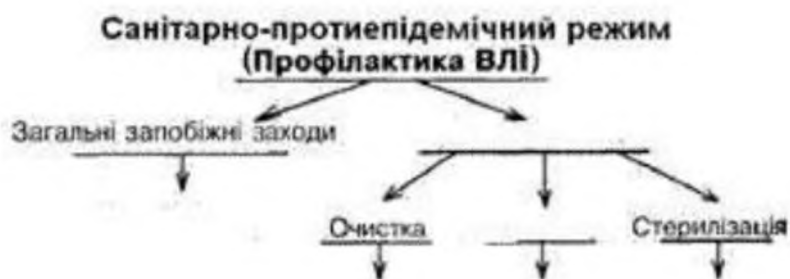 Санітарно-протиепідемічний режим
(Профілактика ВЛІ)
Загальні запобіжні заходи
Очистка
Стерилізація